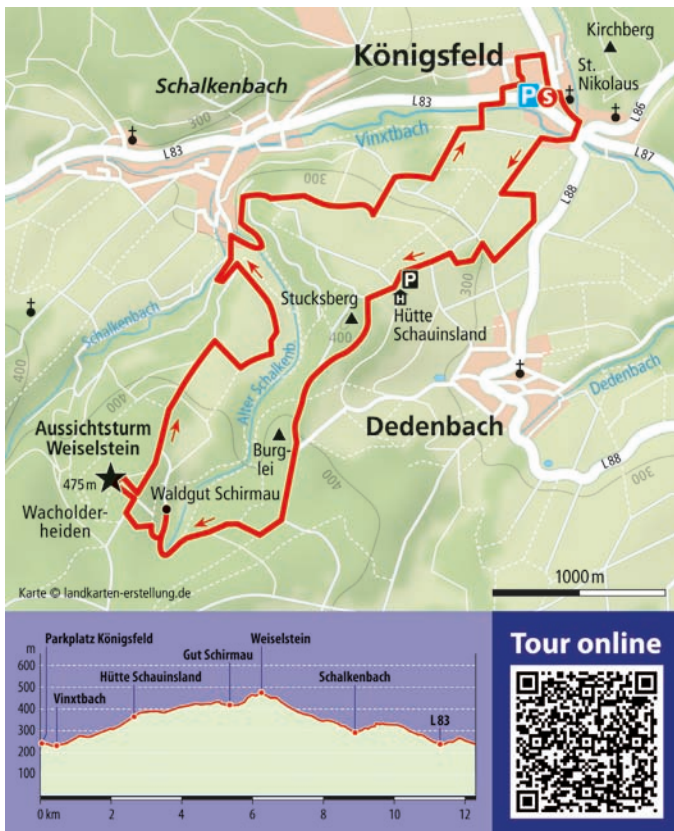 Kirchberg
Königsfeld
St.
Nikolaus
Schalkenbach
300
P
S
L83
L86
Vinxtbach
L83
L87
300
L88
P
H
Stucksberg
Hütte
Schauinsland
300
400
Schalkenbach
Alter Schalkenb.
400
400
Dedenbach
Dedenbach
Aussichtsturm
Weiselstein
Burg-
lei
475 m
Waldgut Schirmau
400
L88
300
Wacholder-
heiden
1000 m
Karte © landkarten-erstellung.de
Parkplatz Königsfeld
Weiselstein
m
Gut Schirmau
600
Hütte Schauinsland
Schalkenbach
500
Vinxtbach
400
L83
300
200
100
0 km
2
4
6
8
10
12
Tour online